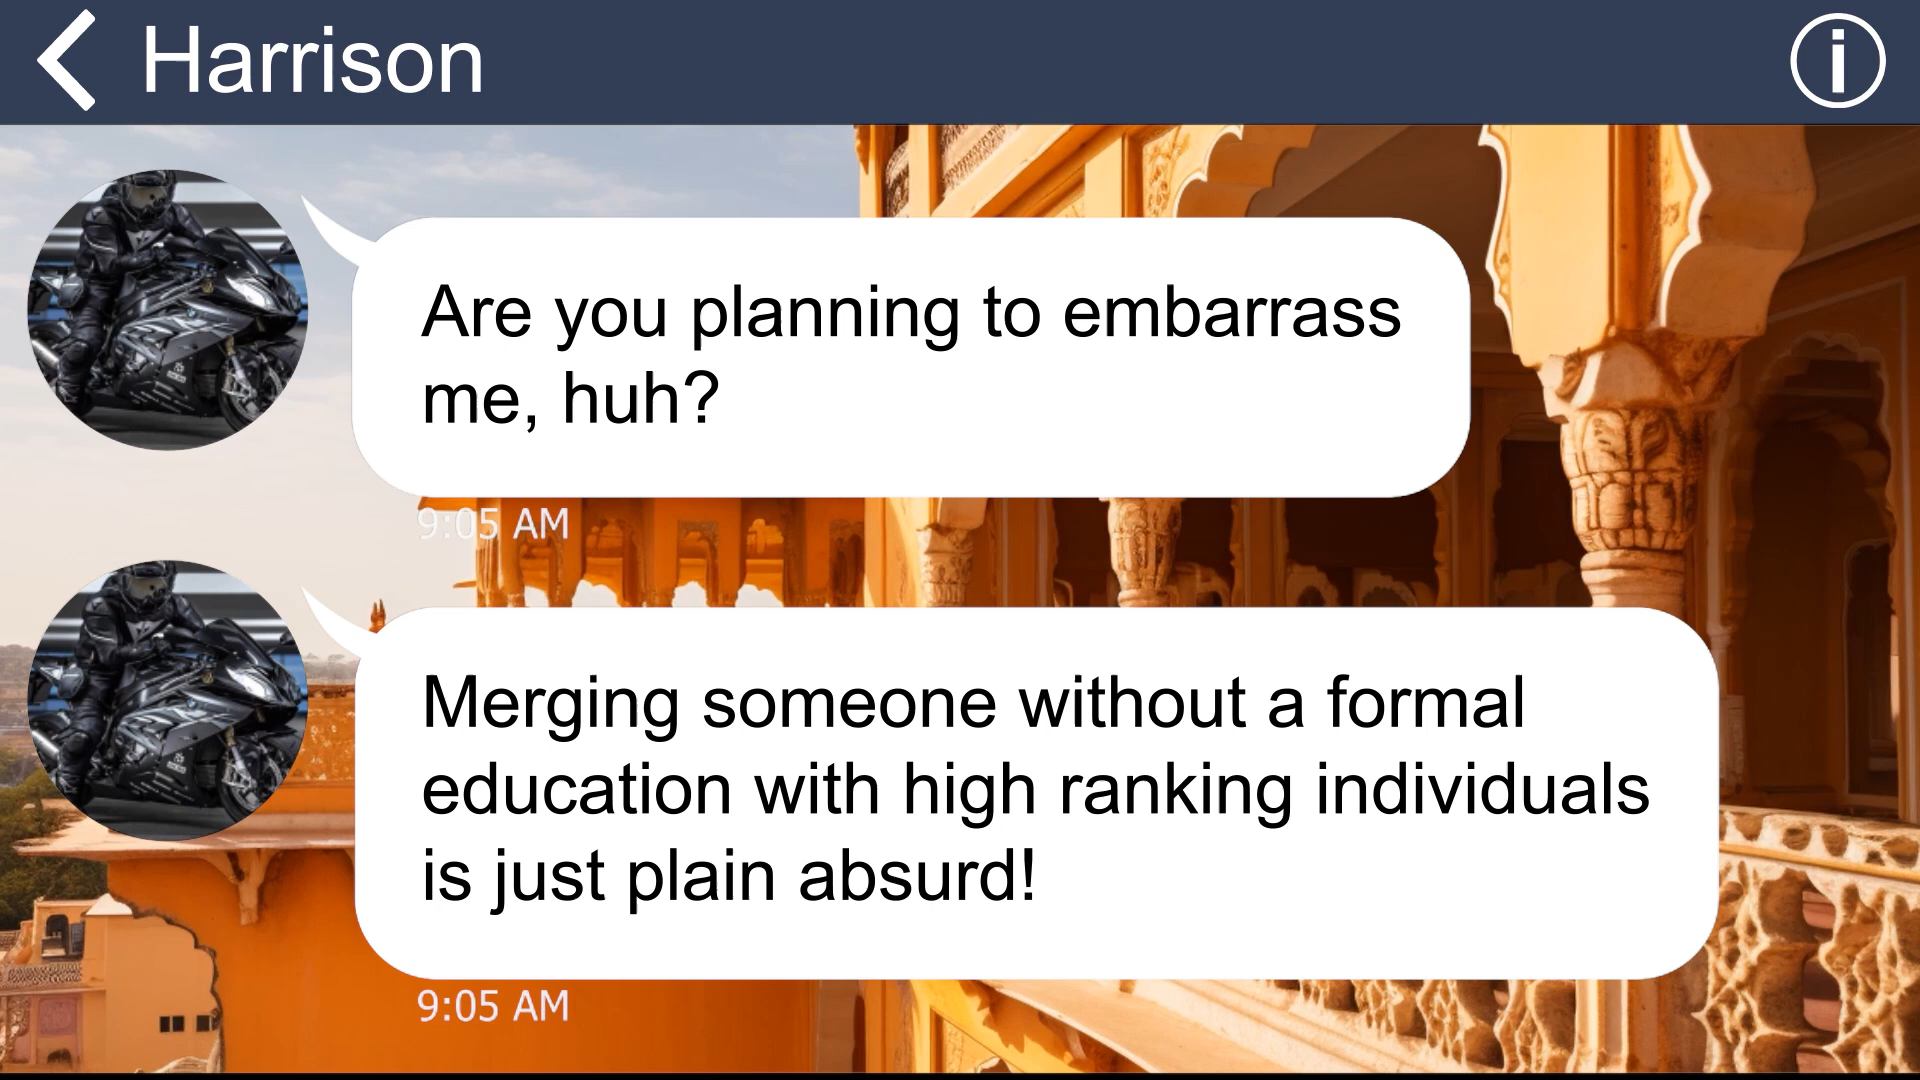 Harrison
Are you planning to embarrass
me, huh?
9:05 AM
Merging someone without a formal
education with high ranking individuals
is just plain absurd!
9:05 AM